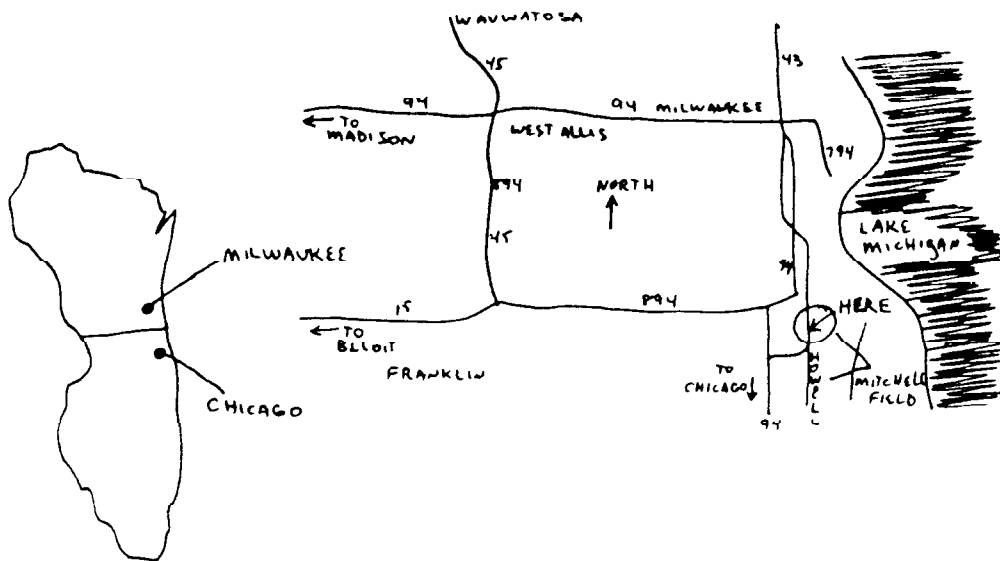 WAUWATOSA
45
43
94
94 MILWAUKEE
← TO
MADISON
WEST ALLIS
794
894
NORTH
45
LAKE
MICHIGAN
MILWAUKEE
94
894
HERE
15
← TO
BELOIT
FRANKLIN
TO
CHICAGO
HOWELL
MITCHELL
FIELD
CHICAGO
94